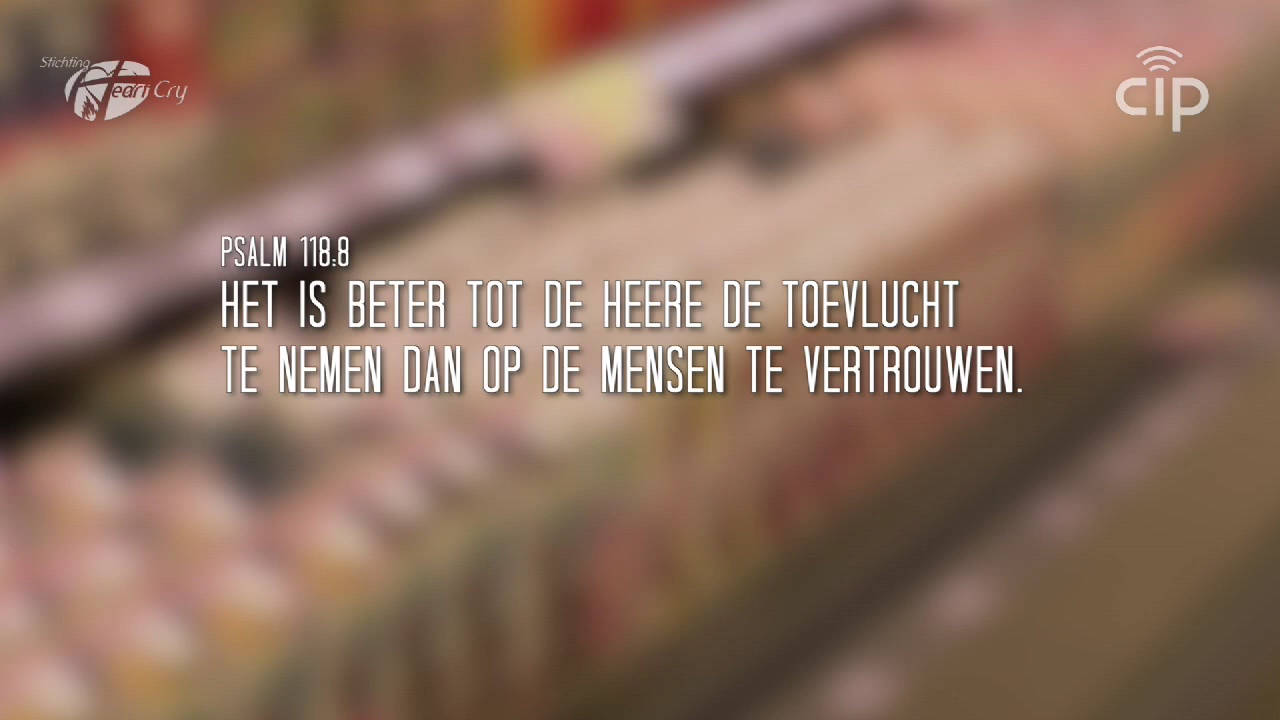 Stichting
Heart Cry
cip
PSALM 118:8
HET IS BETER TOT DE HEERE DE TOEVLUCHT
TE NEMEN DAN OP DE MENSEN TE VERTROUWEN.